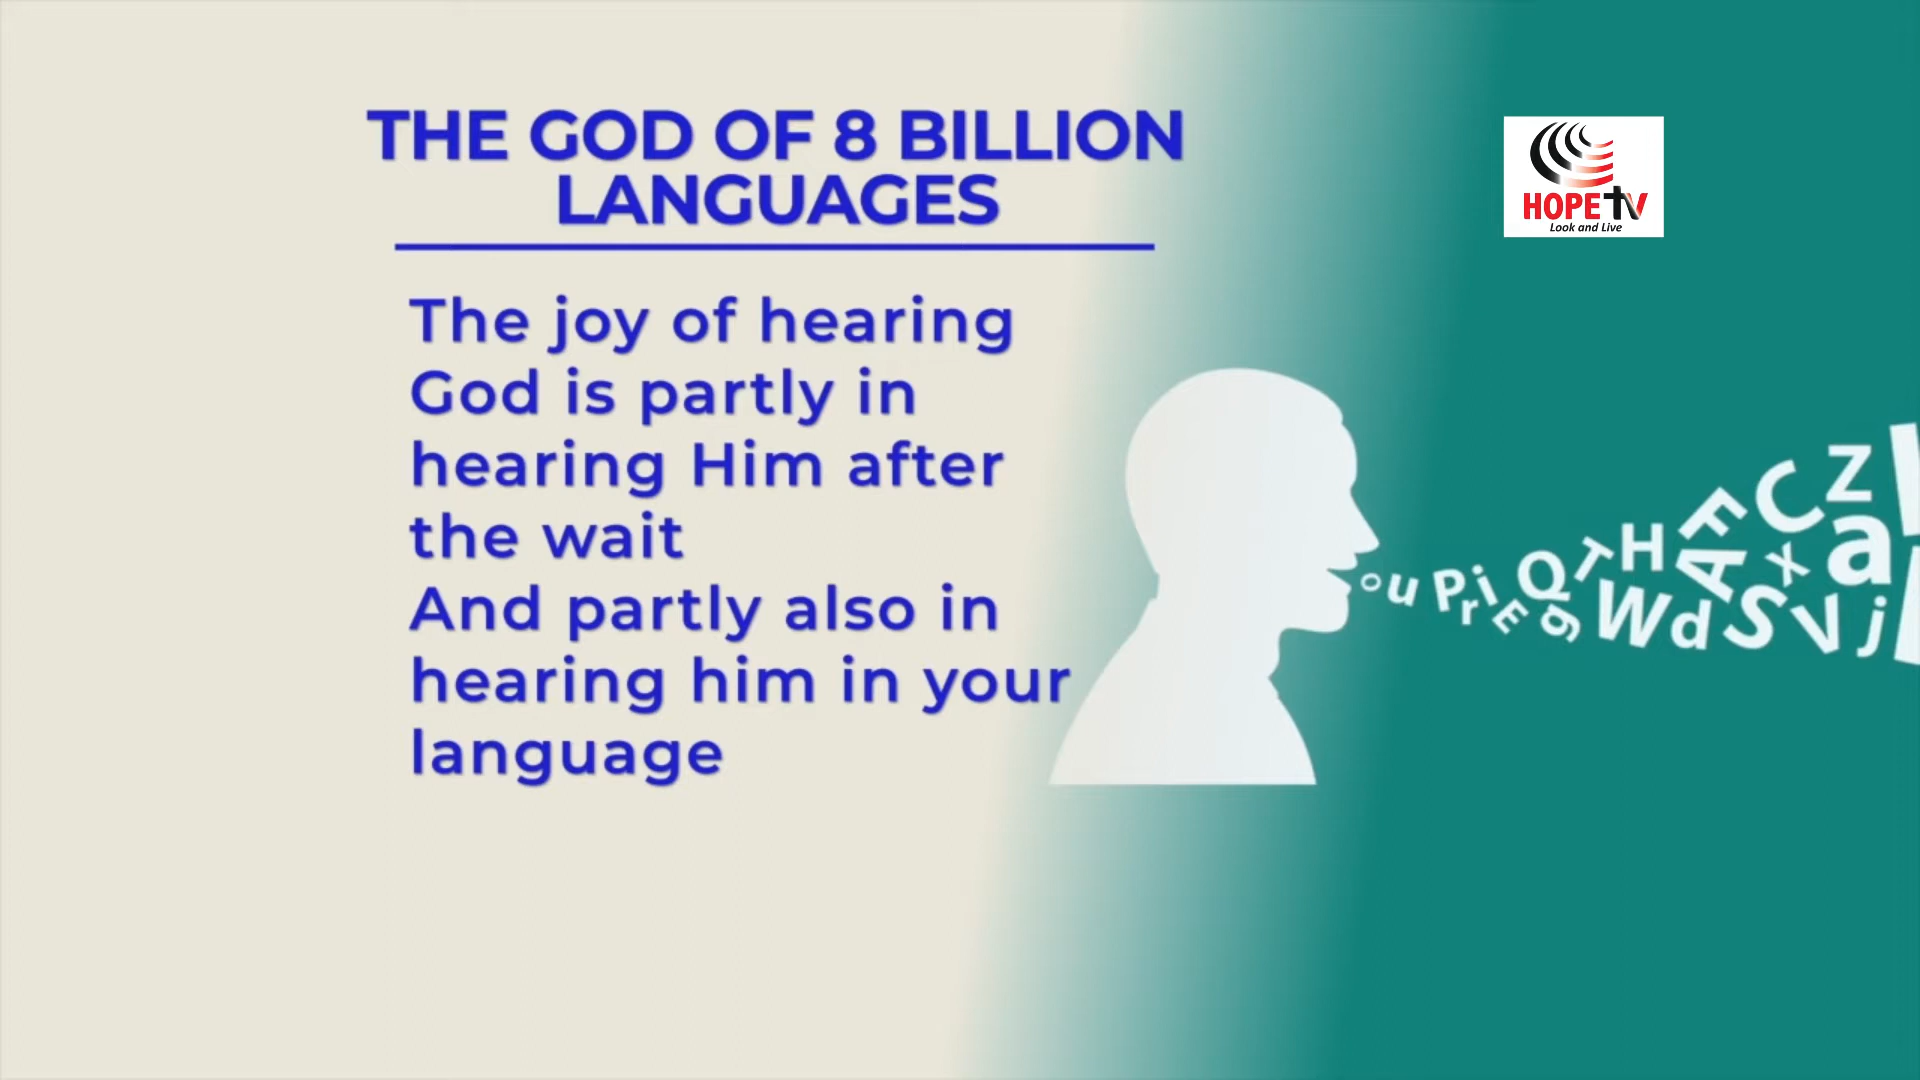 THE GOD OF 8 BILLION
LANGUAGES
The joy of hearing
God is partly in
hearing Him after
the wait
And partly also in
hearing him in your
language
HOPE tv
Look and Live
o u P r i E Q g T W H d F A S C x V Z a j